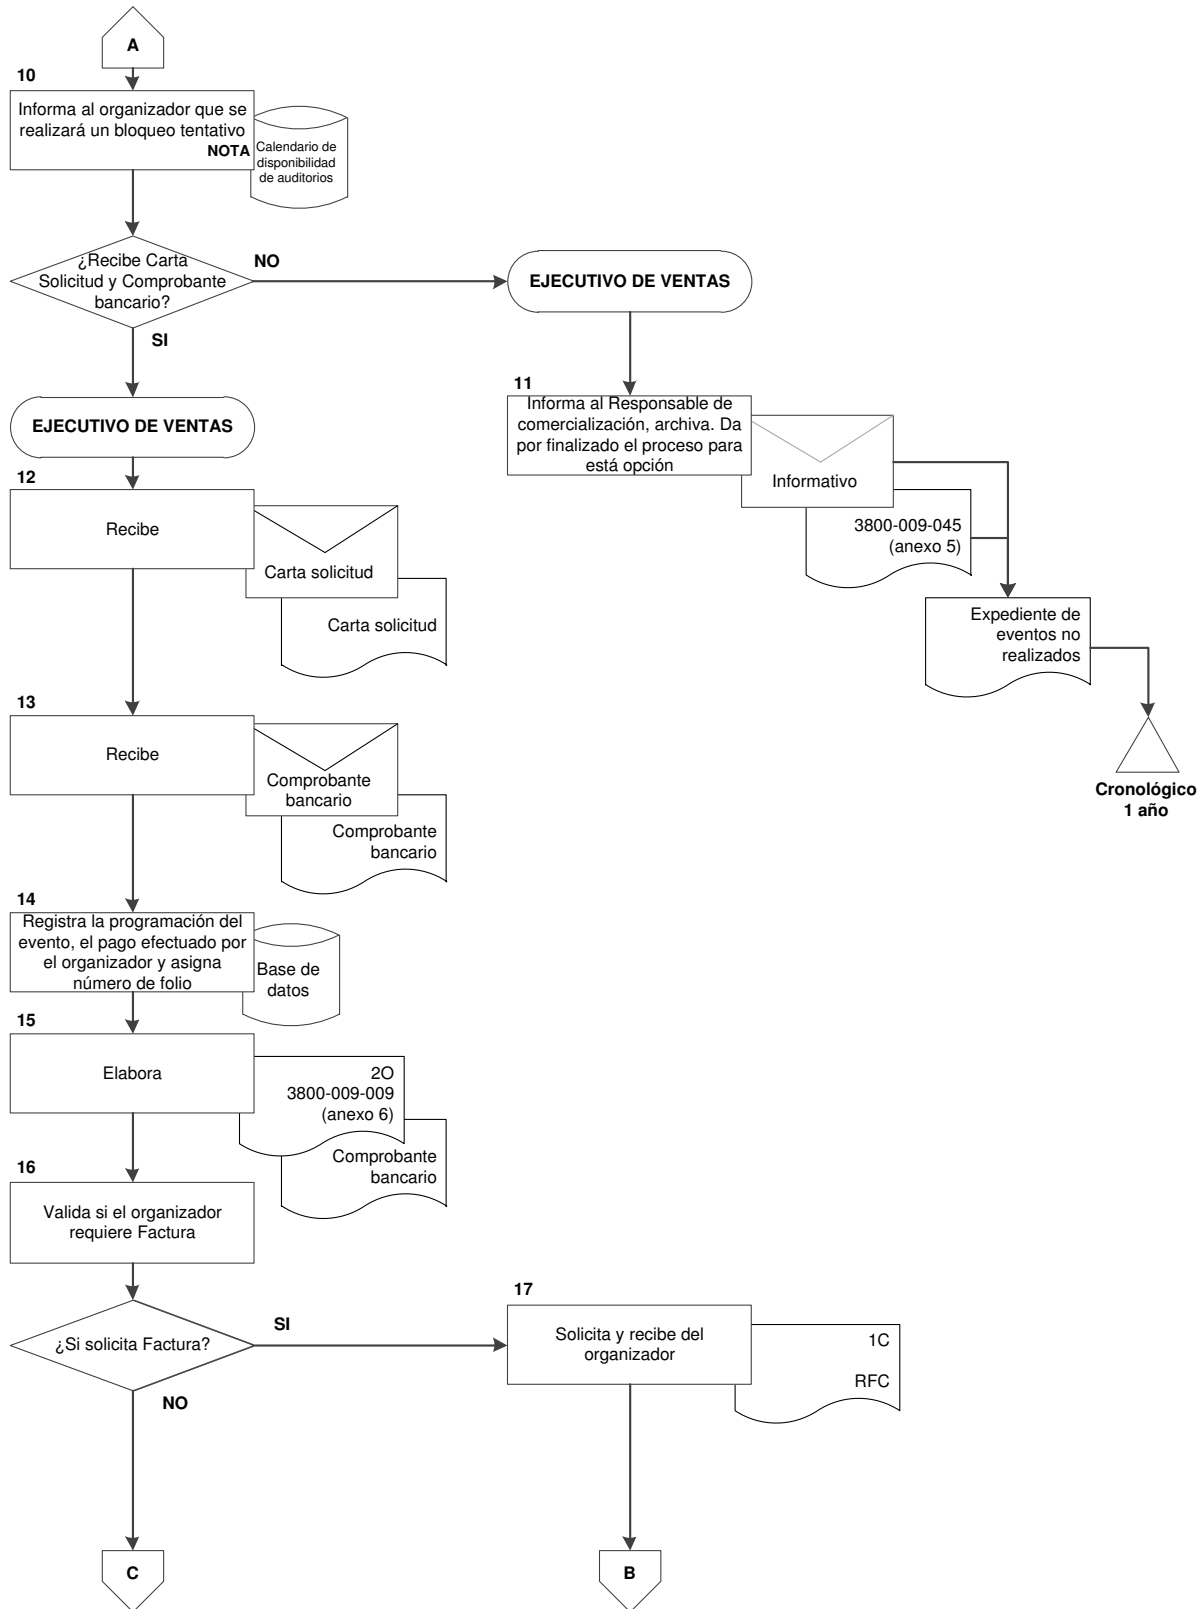 A
10
Informa al organizador que se
realizará un bloqueo tentativo
NOTA
Calendario de
disponibilidad
de auditorios
¿Recibe Carta
Solicitud y Comprobante
bancario?
NO
SI
EJECUTIVO DE VENTAS
11
Informa al Responsable de
comercialización, archiva. Da
por finalizado el proceso para
está opción
Informativo
3800-009-045
(anexo 5)
Expediente de
eventos no
realizados
Cronológico
1 año
EJECUTIVO DE VENTAS
12
Recibe
Carta solicitud
Carta solicitud
13
Recibe
Comprobante
bancario
Comprobante
bancario
14
Registra la programación del
evento, el pago efectuado por
el organizador y asigna
número de folio
Base de
datos
15
Elabora
2O
3800-009-009
(anexo 6)
Comprobante
bancario
16
Valida si el organizador
requiere Factura
¿Si solicita Factura?
SI
NO
17
Solicita y recibe del
organizador
1C
RFC
C
B